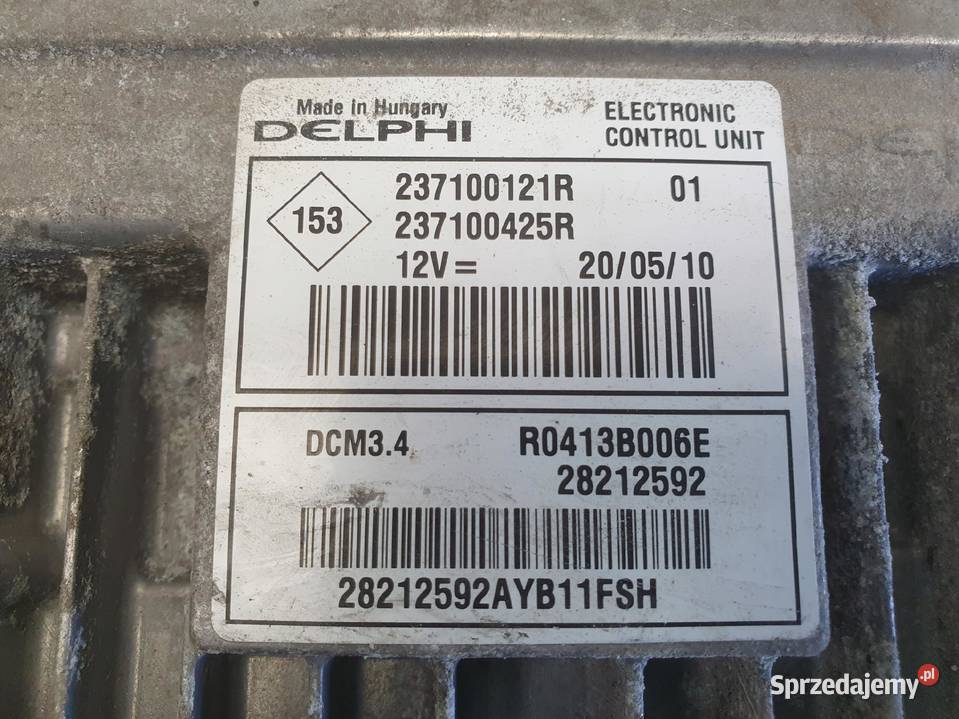 Made in Hungary
DELPHI
ELECTRONIC
CONTROL UNIT
153
237100121R 01
237100425R
12V= 20/05/10
DCM3.4 R0413B006E
28212592
28212592AYB11FSH
Sprzedajemy.pl